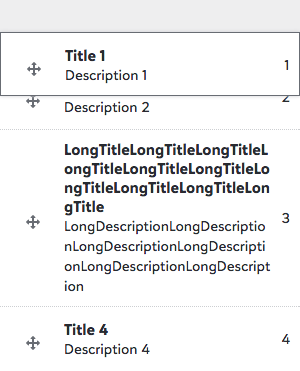 Title 1
1
Description 1
2
Description 2
LongTitleLongTitleLongTitleL
ongTitleLongTitleLongTitleLo
ngTitleLongTitleLongTitleLon
gTitle
3
LongDescriptionLongDescriptio
nLongDescriptionLongDescripti
onLongDescriptionLongDescript
ion
Title 4
4
Description 4